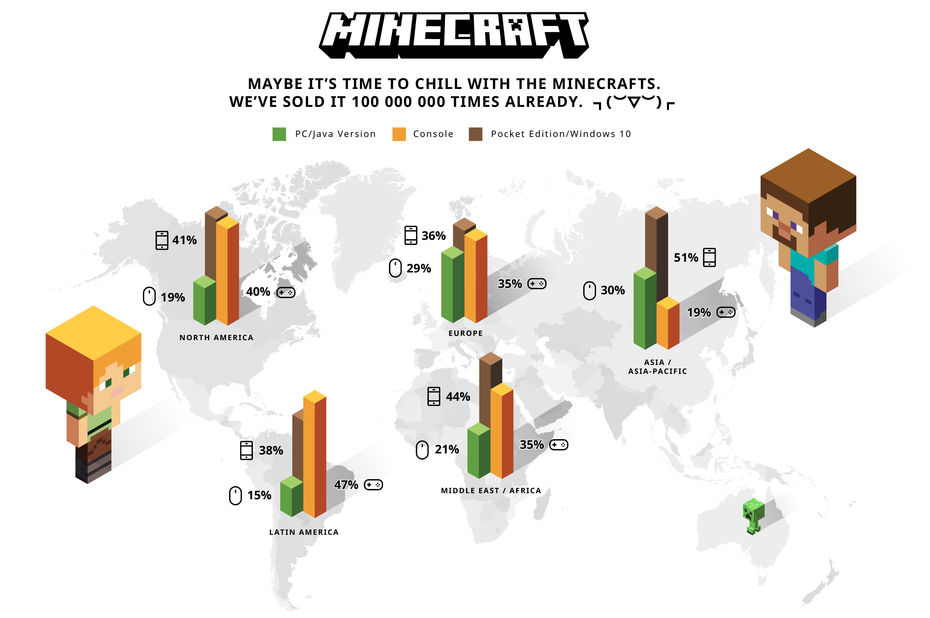 MINECRAFT
MAYBE IT'S TIME TO CHILL WITH THE MINECRAFTS.
WE'VE SOLD IT 100 000 000 TIMES ALREADY. ┐(︶▽︶)┌
PC/Java Version Console Pocket Edition/Windows 10
41%
19%
40%
NORTH AMERICA
36%
29%
35%
EUROPE
51%
30%
19%
ASIA /
ASIA-PACIFIC
44%
21%
35%
MIDDLE EAST / AFRICA
38%
15%
47%
LATIN AMERICA